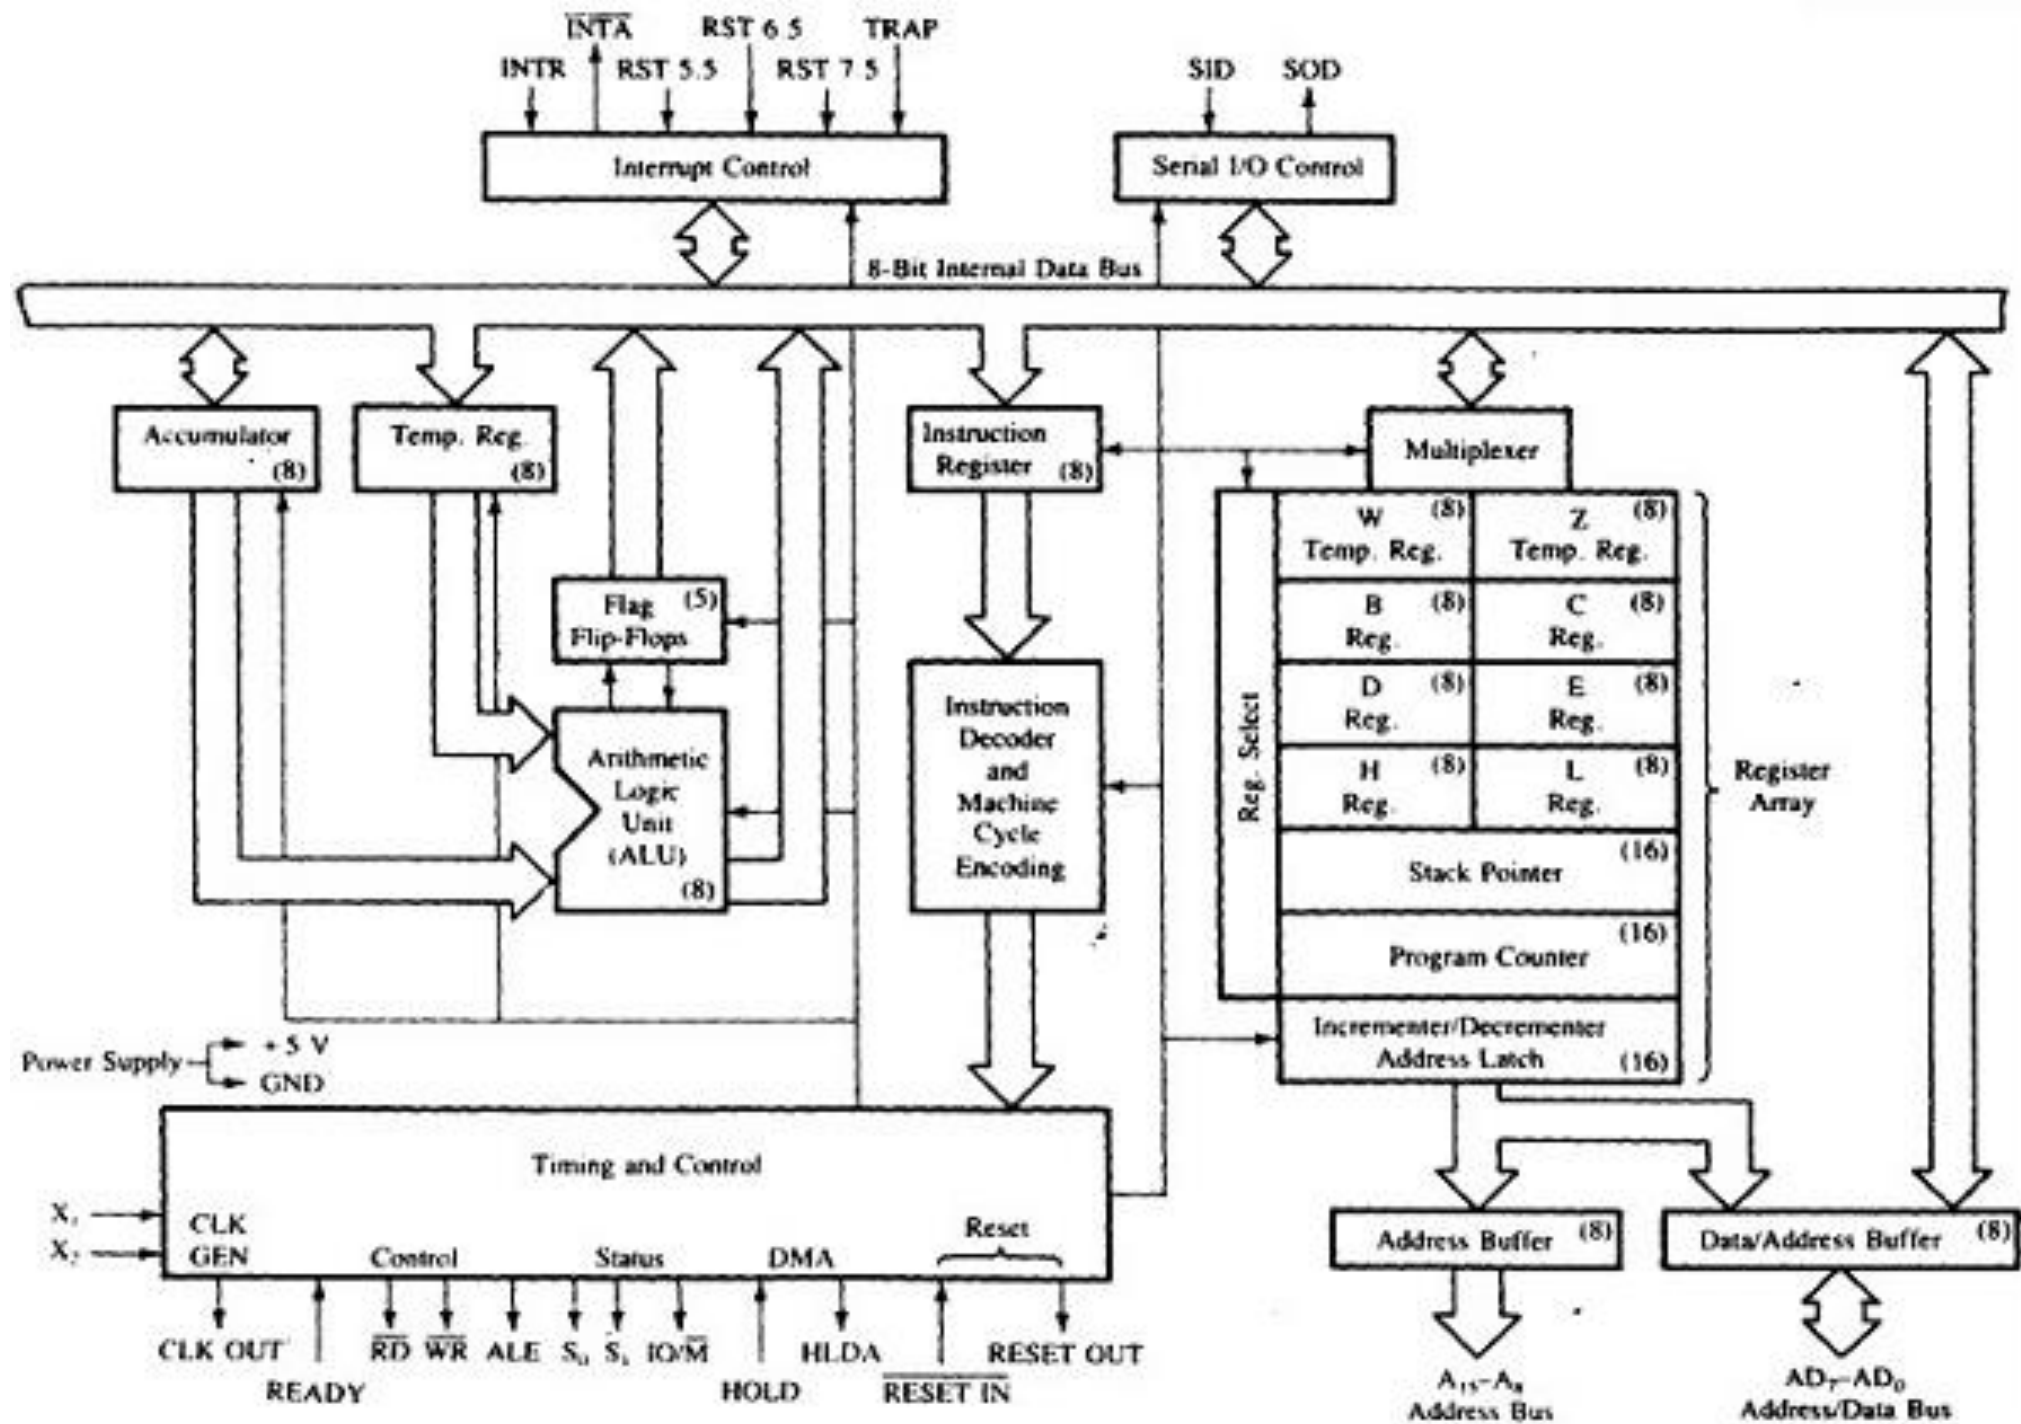 INTA
RST 6.5
TRAP
INTR
RST 5.5
RST 7.5
SID
SOD
Interrupt Control
Serial I/O Control
8-Bit Internal Data Bus
Accumulator
(8)
Temp. Reg.
(8)
Instruction
Register (8)
Multiplexer
W (8)
Temp. Reg.
Z (8)
Temp. Reg.
Flag (5)
Flip-Flops
B (8)
Reg.
C (8)
Reg.
D (8)
Reg.
E (8)
Reg.
H (8)
Reg.
L (8)
Reg.
Reg. Select
Register
Array
Arithmetic
Logic
Unit
(ALU)
(8)
Instruction
Decoder
and
Machine
Cycle
Encoding
(16)
Stack Pointer
(16)
Program Counter
Incrementer/Decrementer
Address Latch (16)
Power Supply
+5 V
GND
Timing and Control
X₁
X₂
CLK
GEN
Control
Status
DMA
Reset
Address Buffer (8)
Data/Address Buffer (8)
CLK OUT
READY
RD
WR
ALE
S₀
S₁
IO/M
HOLD
HLDA
RESET IN
RESET OUT
A₁₅-A₈
Address Bus
AD₇-AD₀
Address/Data Bus